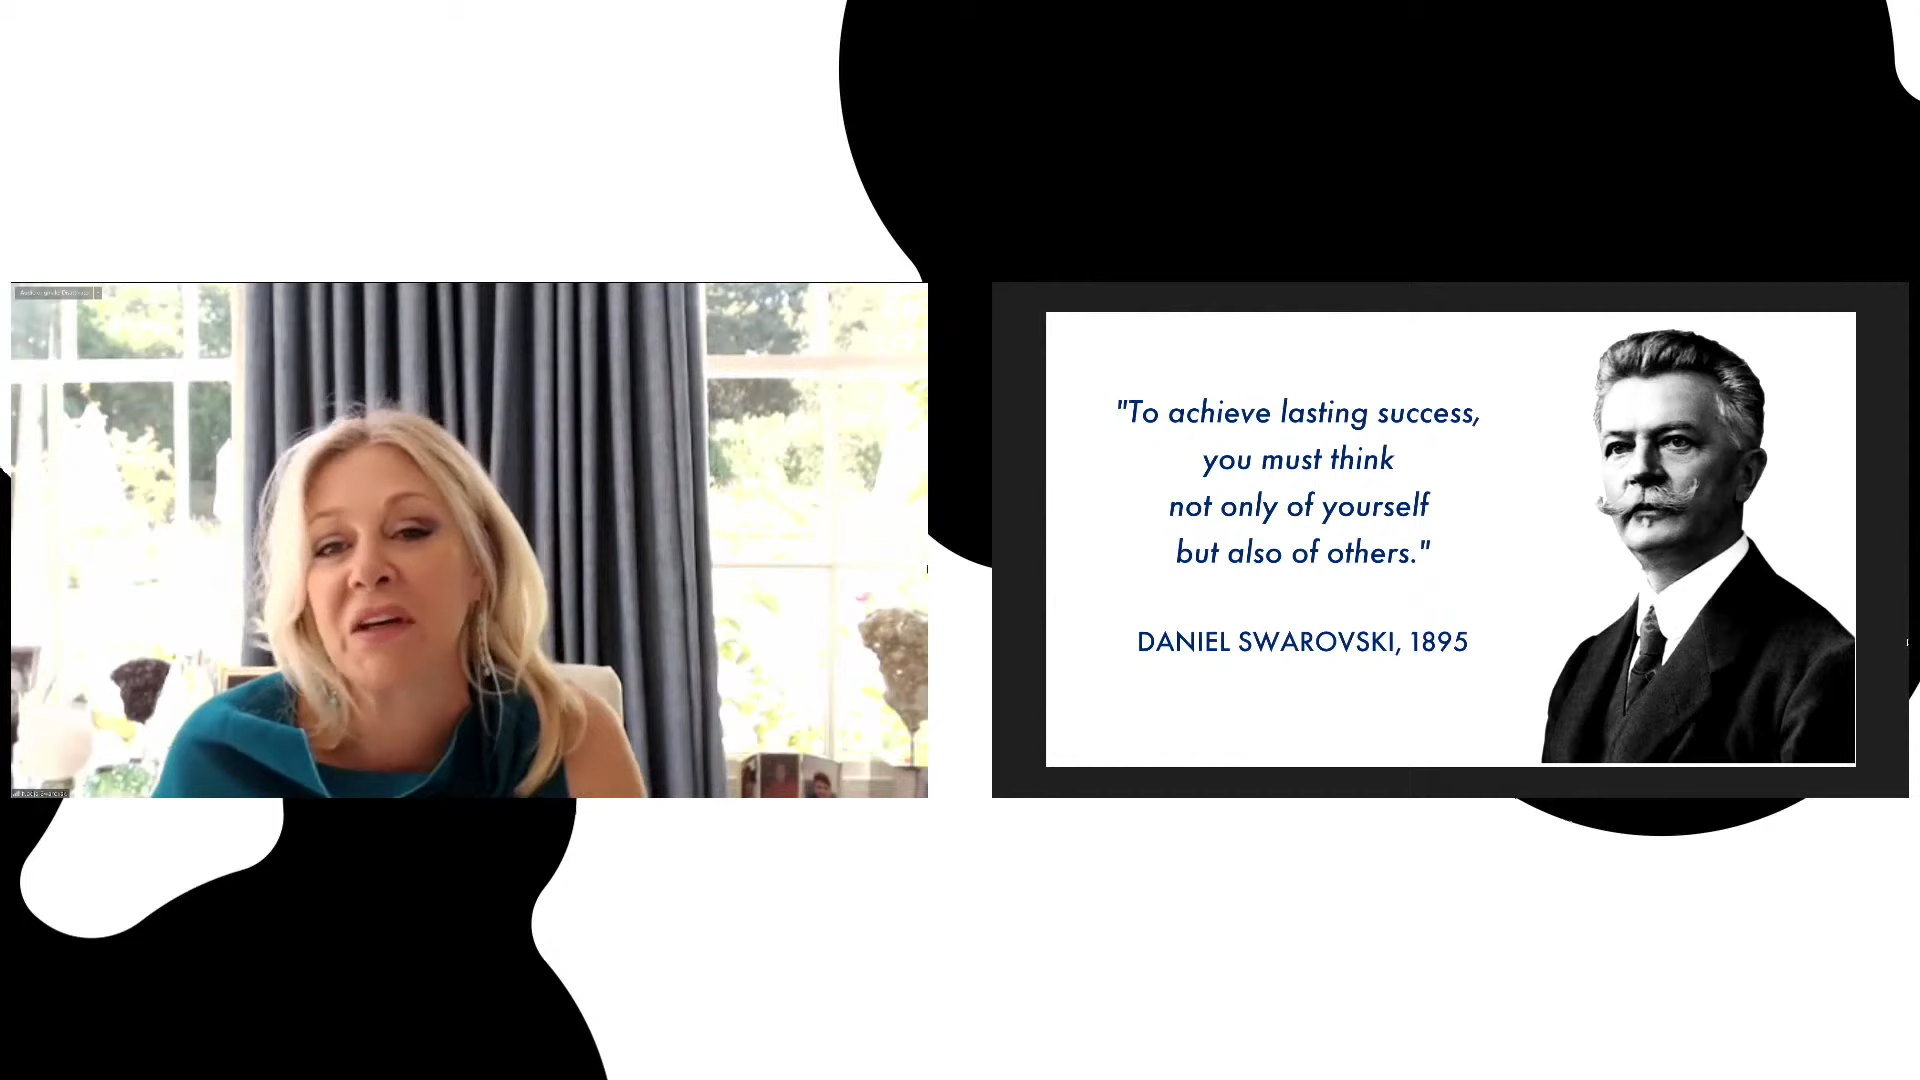 "To achieve lasting success,
you must think
not only of yourself
but also of others."
DANIEL SWAROVSKI, 1895